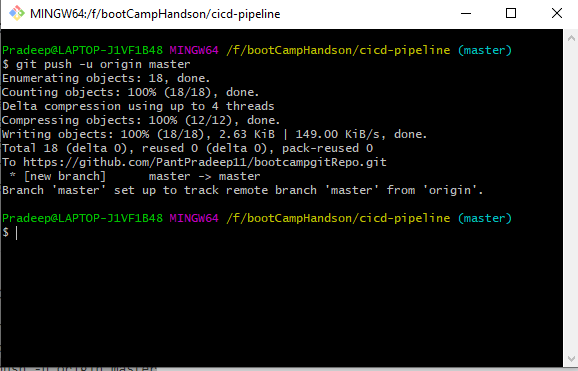 MINGW64:/f/bootCampHandson/cicd-pipeline
Pradeep@LAPTOP-J1VF1B48 MINGW64 /f/bootCampHandson/cicd-pipeline (master)
$ git push -u origin master
Enumerating objects: 18, done.
Counting objects: 100% (18/18), done.
Delta compression using up to 4 threads
Compressing objects: 100% (12/12), done.
Writing objects: 100% (18/18), 2.63 KiB | 149.00 KiB/s, done.
Total 18 (delta 0), reused 0 (delta 0), pack-reused 0
To https://github.com/PantPradeep11/bootcampgitRepo.git
 * [new branch]      master -> master
Branch 'master' set up to track remote branch 'master' from 'origin'.
Pradeep@LAPTOP-J1VF1B48 MINGW64 /f/bootCampHandson/cicd-pipeline (master)
$